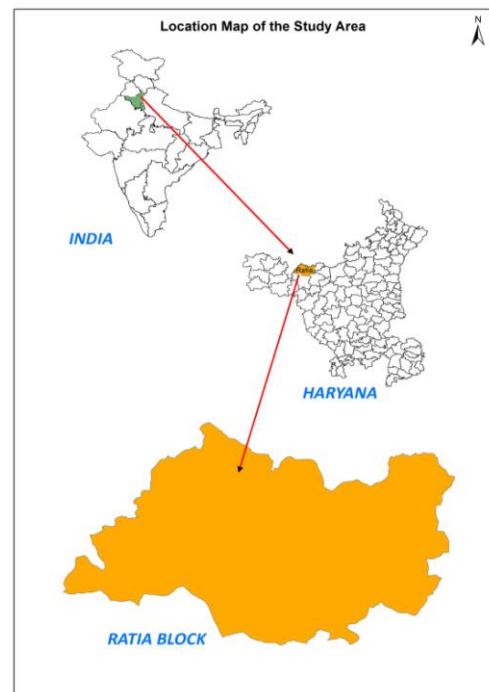 Location Map of the Study Area
N
INDIA
Ratia
HARYANA
RATIA BLOCK